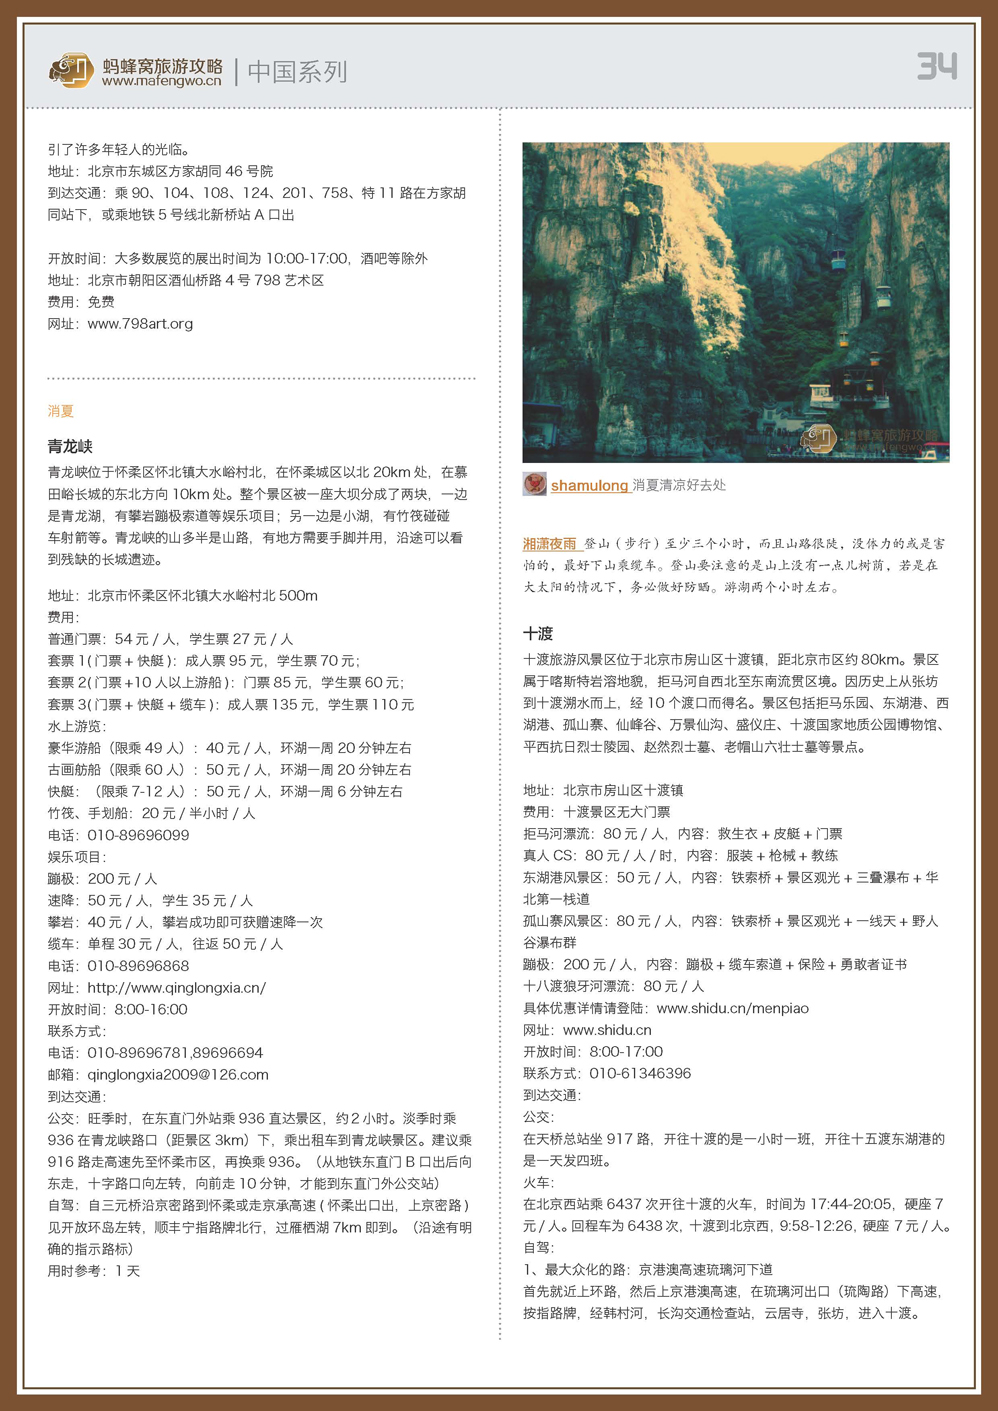 蚂蜂窝旅游攻略
www.mafengwo.cn
中国系列
34
引了许多年轻人的光临。
地址：北京市东城区方家胡同 46 号院
到达交通：乘 90、104、108、124、201、758、特 11 路在方家胡
同站下，或乘地铁 5 号线北新桥站 A 口出
开放时间：大多数展览的展出时间为 10:00-17:00，酒吧等除外
地址：北京市朝阳区酒仙桥路 4 号 798 艺术区
费用：免费
网址：www.798art.org
消夏
青龙峡
青龙峡位于怀柔区怀北镇大水峪村北，在怀柔城区以北 20km 处，在慕
田峪长城的东北方向 10km 处。整个景区被一座大坝分成了两块，一边
是青龙湖，有攀岩蹦极索道等娱乐项目；另一边是小湖，有竹筏碰碰
车射箭等。青龙峡的山多半是山路，有地方需要手脚并用，沿途可以看
到残缺的长城遗迹。
地址：北京市怀柔区怀北镇大水峪村北 500m
费用：
普通门票：54 元 / 人，学生票 27 元 / 人
套票 1( 门票 + 快艇 )：成人票 95 元，学生票 70 元；
套票 2( 门票 +10 人以上游船 )：门票 85 元，学生票 60 元；
套票 3( 门票 + 快艇 + 缆车 )：成人票 135 元，学生票 110 元
水上游览：
豪华游船（限乘 49 人）：40 元 / 人，环湖一周 20 分钟左右
古画舫船（限乘 60 人）：50 元 / 人，环湖一周 20 分钟左右
快艇：（限乘 7-12 人）：50 元 / 人，环湖一周 6 分钟左右
竹筏、手划船：20 元 / 半小时 / 人
电话：010-89696099
娱乐项目：
蹦极：200 元 / 人
速降：50 元 / 人，学生 35 元 / 人
攀岩：40 元 / 人，攀岩成功即可获赠速降一次
缆车：单程 30 元 / 人，往返 50 元 / 人
电话：010-89696868
网址：http://www.qinglongxia.cn/
开放时间：8:00-16:00
联系方式：
电话：010-89696781,89696694
邮箱：qinglongxia2009@126.com
到达交通：
公交：旺季时，在东直门外站乘 936 直达景区，约 2 小时。淡季时乘
936 在青龙峡路口（距景区 3km）下，乘出租车到青龙峡景区。建议乘
916 路走高速先至怀柔市区，再换乘 936。（从地铁东直门 B 口出后向
东走，十字路口向左转，向前走 10 分钟，才能到东直门外公交站）
自驾：自三元桥沿京密路到怀柔或走京承高速 ( 怀柔出口出，上京密路 )
见开放环岛左转，顺丰宁指路牌北行，过雁栖湖 7km 即到。（沿途有明
确的指示路标）
用时参考：1 天
蚂蜂窝旅游攻略
shamulong 消夏清凉好去处
湘潇夜雨 登山（步行）至少三个小时，而且山路很陡，没体力的或是害
怕的，最好下山乘缆车。登山要注意的是山上没有一点儿树荫，若是在
大太阳的情况下，务必做好防晒。游湖两个小时左右。
十渡
十渡旅游风景区位于北京市房山区十渡镇，距北京市区约 80km。景区
属于喀斯特岩溶地貌，拒马河自西北至东南流贯区境。因历史上从张坊
到十渡溯水而上，经 10 个渡口而得名。景区包括拒马乐园、东湖港、西
湖港、孤山寨、仙峰谷、万景仙沟、盛仪庄、十渡国家地质公园博物馆、
平西抗日烈士陵园、赵然烈士墓、老帽山六壮士墓等景点。
地址：北京市房山区十渡镇
费用：十渡景区无大门票
拒马河漂流：80 元 / 人，内容：救生衣 + 皮艇 + 门票
真人 CS：80 元 / 人 / 时，内容：服装 + 枪械 + 教练
东湖港风景区：50 元 / 人，内容：铁索桥 + 景区观光 + 三叠瀑布 + 华
北第一栈道
孤山寨风景区：80 元 / 人，内容：铁索桥 + 景区观光 + 一线天 + 野人
谷瀑布群
蹦极：200 元 / 人，内容：蹦极 + 缆车索道 + 保险 + 勇敢者证书
十八渡狼牙河漂流：80 元 / 人
具体优惠详情请登陆：www.shidu.cn/menpiao
网址：www.shidu.cn
开放时间：8:00-17:00
联系方式：010-61346396
到达交通：
公交：
在天桥总站坐 917 路，开往十渡的是一小时一班，开往十五渡东湖港的
是一天发四班。
火车：
在北京西站乘 6437 次开往十渡的火车，时间为 17:44-20:05，硬座 7
元 / 人。回程车为 6438 次，十渡到北京西，9:58-12:26，硬座 7 元 / 人。
自驾：
1、最大众化的路：京港澳高速琉璃河下道
首先就近上环路，然后上京港澳高速，在琉璃河出口（琉陶路）下高速，
按指路牌，经韩村河，长沟交通检查站，云居寺，张坊，进入十渡。